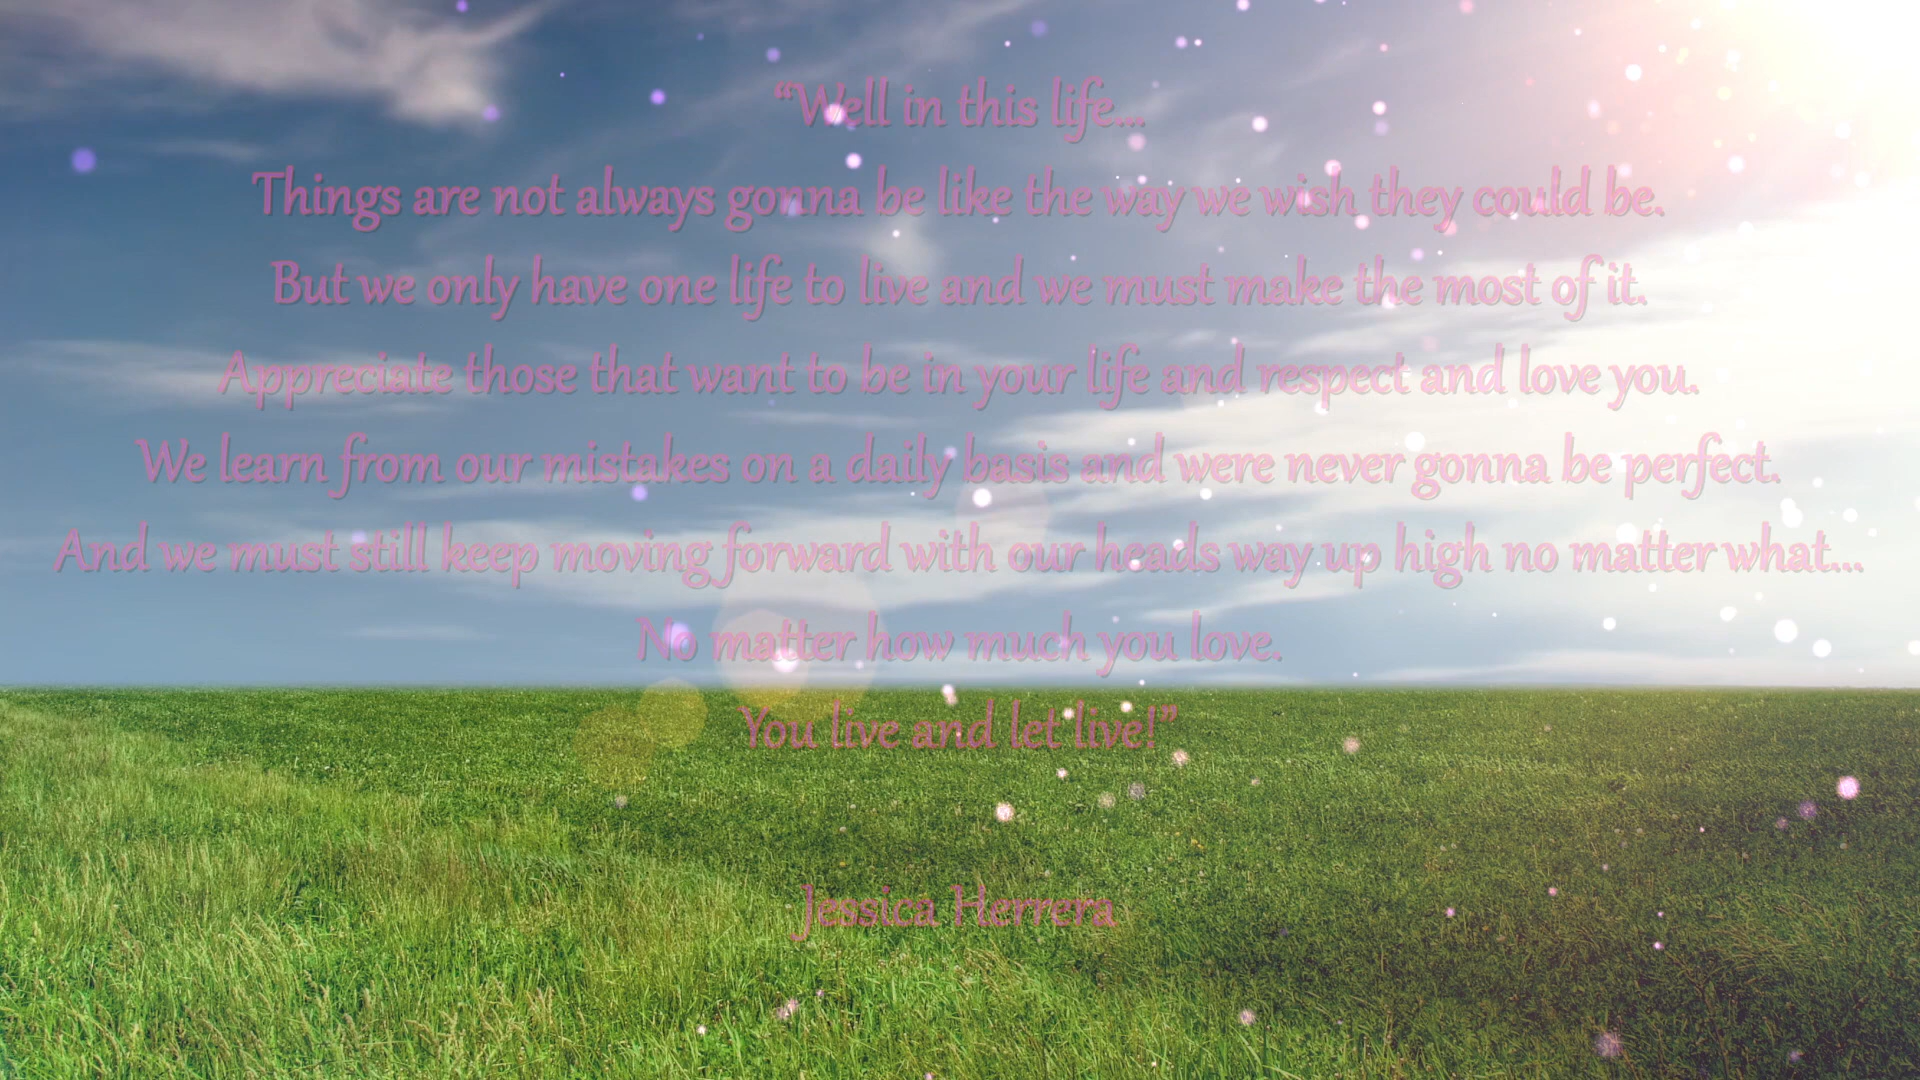 “Well in this life...
Things are not always gonna be like the way we wish they could be.
But we only have one life to live and we must make the most of it.
Appreciate those that want to be in your life and respect and love you.
We learn from our mistakes on a daily basis and were never gonna be perfect.
And we must still keep moving forward with our heads way up high no matter what...
No matter how much you love.
You live and let live!”
Jessica Herrera